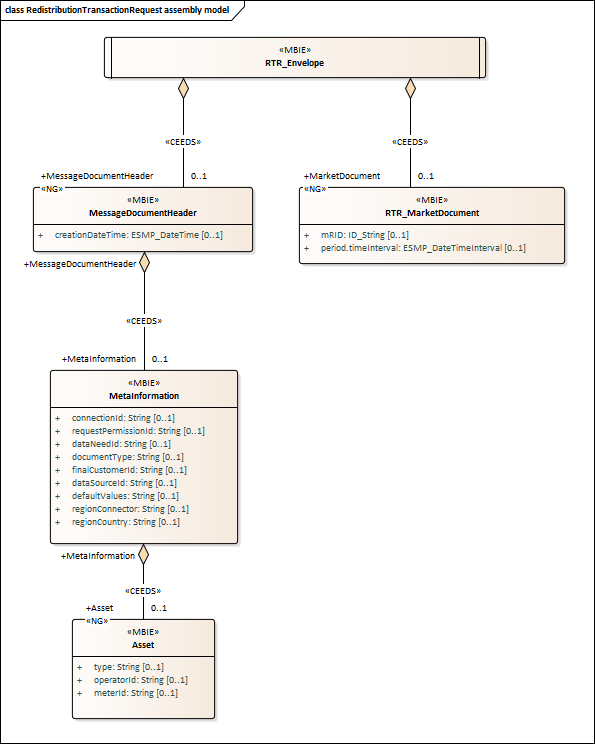 class RedistributionTransactionRequest assembly model
«MBIE»
RTR_Envelope
«CEEDS»
«CEEDS»
+MessageDocumentHeader 0..1
+MarketDocument 0..1
«NG»
«MBIE»
MessageDocumentHeader
+ creationDateTime: ESMP_DateTime [0..1]
«NG»
«MBIE»
RTR_MarketDocument
+ mRID: ID_String [0..1]
+ period.timeInterval: ESMP_DateTimeInterval [0..1]
+MessageDocumentHeader
«CEEDS»
+MetaInformation 0..1
«MBIE»
MetaInformation
+ connectionId: String [0..1]
+ requestPermissionId: String [0..1]
+ dataNeedId: String [0..1]
+ documentType: String [0..1]
+ finalCustomerId: String [0..1]
+ dataSourceId: String [0..1]
+ defaultValues: String [0..1]
+ regionConnector: String [0..1]
+ regionCountry: String [0..1]
+MetaInformation
«CEEDS»
+Asset 0..1
«NG»
«MBIE»
Asset
+ type: String [0..1]
+ operatorId: String [0..1]
+ meterId: String [0..1]